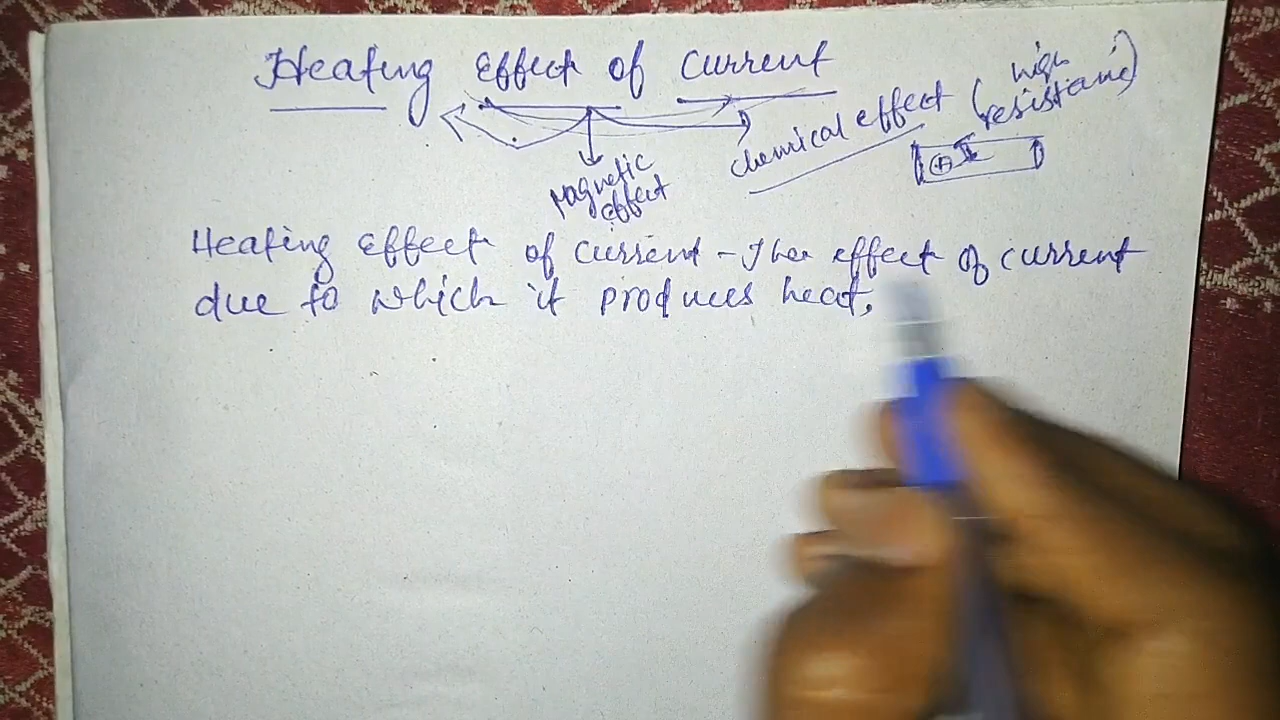 Heating Effect of Current
high
chemical effect (resistance)
Magnetic
effect
Heating Effect of current - The effect of current
due to which it produces heat.